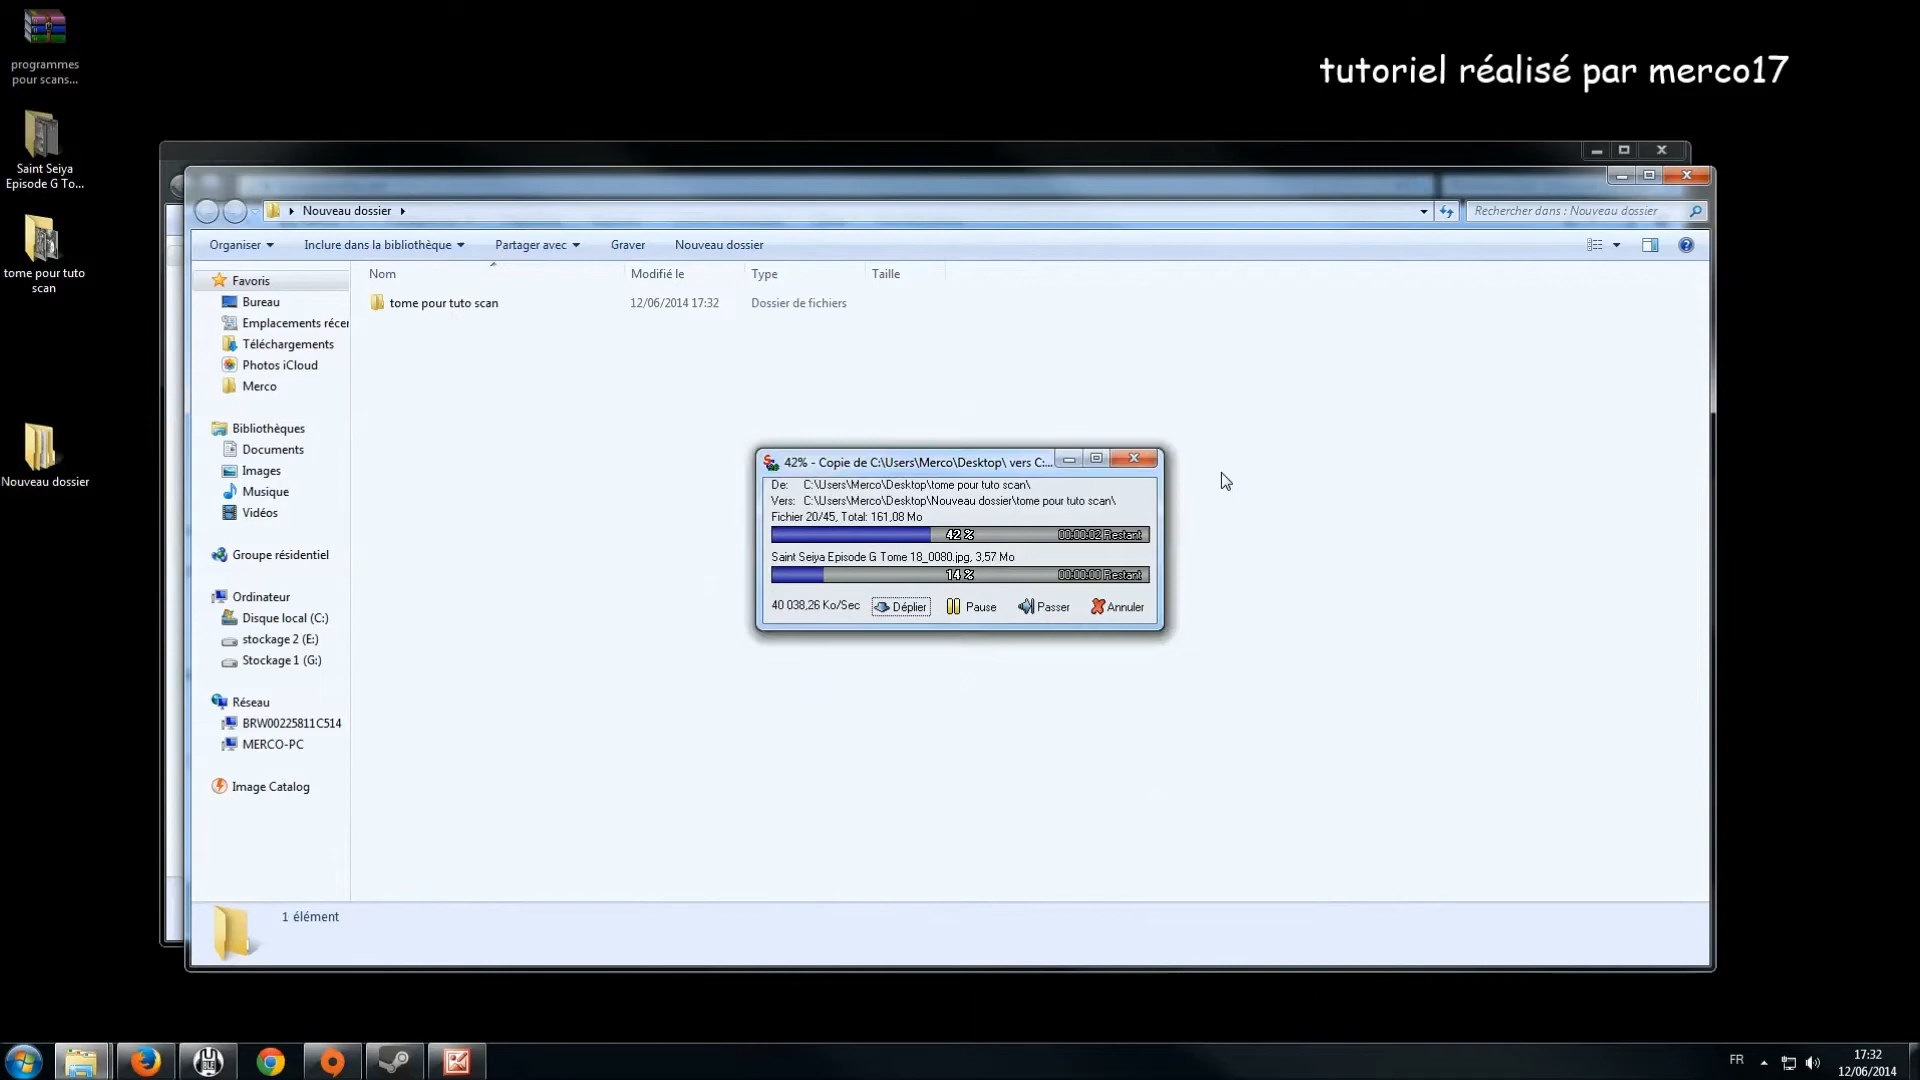 programmes
pour scans...
tutoriel réalisé par merco17
Saint Seiya
Episode G To...
tome pour tuto
scan
Nouveau dossier
Nouveau dossier
Rechercher dans : Nouveau dossier
Organiser
Inclure dans la bibliothèque
Partager avec
Graver
Nouveau dossier
Nom
Modifié le
Type
Taille
tome pour tuto scan
12/06/2014 17:32
Dossier de fichiers
Favoris
Bureau
Emplacements récer
Téléchargements
Photos iCloud
Merco
Bibliothèques
Documents
Images
Musique
Vidéos
Groupe résidentiel
Ordinateur
Disque local (C:)
stockage 2 (E:)
Stockage 1 (G:)
Réseau
BRW00225811C514
MERCO-PC
Image Catalog
42% - Copie de C:\Users\Merco\Desktop\ vers C:...
De: C:\Users\Merco\Desktop\tome pour tuto scan\
Vers: C:\Users\Merco\Desktop\Nouveau dossier\tome pour tuto scan\
Fichier 20/45, Total: 161,08 Mo
42 % 00:00:02 Restant
Saint Seiya Episode G Tome 18_0080.jpg, 3,57 Mo
14 % 00:00:00 Restant
40 038,26 Ko/Sec
Déplier
Pause
Passer
Annuler
1 élément
FR
17:32
12/06/2014